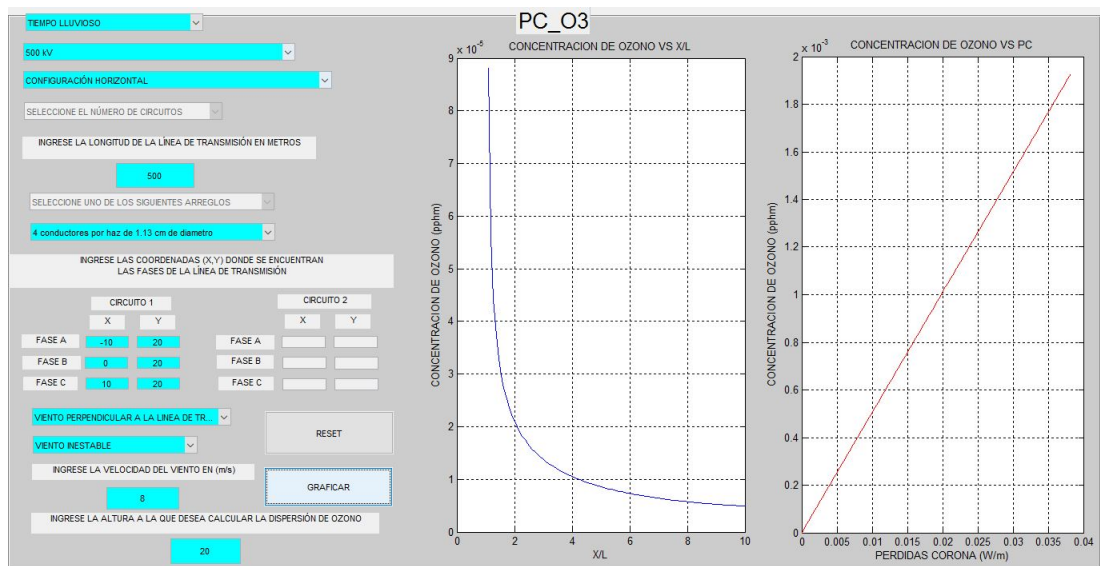 PC_O3
TIEMPO LLUVIOSO
500 kV
CONFIGURACIÓN HORIZONTAL
SELECCIONE EL NÚMERO DE CIRCUITOS
INGRESE LA LONGITUD DE LA LÍNEA DE TRANSMISIÓN EN METROS
500
SELECCIONE UNO DE LOS SIGUIENTES ARREGLOS
4 conductores por haz de 1.13 cm de diametro
INGRESE LAS COORDENADAS (X,Y) DONDE SE ENCUENTRAN
LAS FASES DE LA LÍNEA DE TRANSMISIÓN
CIRCUITO 1
X Y
FASE A -10 20
FASE B 0 20
FASE C 10 20
CIRCUITO 2
X Y
FASE A
FASE B
FASE C
VIENTO PERPENDICULAR A LA LINEA DE TR...
VIENTO INESTABLE
INGRESE LA VELOCIDAD DEL VIENTO EN (m/s)
8
RESET
GRAFICAR
INGRESE LA ALTURA A LA QUE DESEA CALCULAR LA DISPERSIÓN DE OZONO
20
CONCENTRACION DE OZONO VS X/L
x 10^-5
9
8
7
6
5
4
3
2
1
0
CONCENTRACION DE OZONO (pphm)
0 2 4 6 8 10
X/L
CONCENTRACION DE OZONO VS PC
x 10^-3
2
1.8
1.6
1.4
1.2
1
0.8
0.6
0.4
0.2
0
CONCENTRACION DE OZONO (pphm)
0 0.005 0.01 0.015 0.02 0.025 0.03 0.035 0.04
PERDIDAS CORONA (W/m)